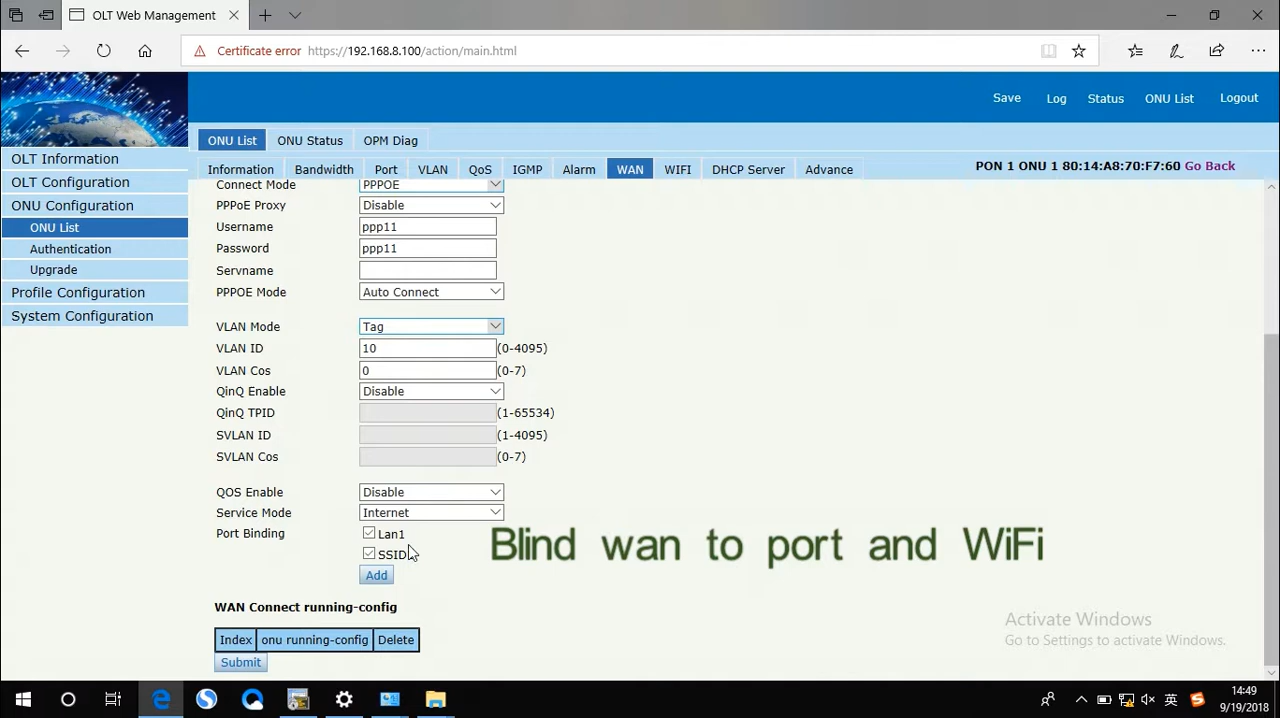 OLT Web Management
Certificate error https://192.168.8.100/action/main.html
Save Log Status ONU List Logout
ONU List ONU Status OPM Diag
Information Bandwidth Port VLAN QoS IGMP Alarm WAN WIFI DHCP Server Advance PON 1 ONU 1 80:14:A8:70:F7:60 Go Back
OLT Information
OLT Configuration
ONU Configuration
ONU List
Authentication
Upgrade
Profile Configuration
System Configuration
Connect Mode PPPOE
PPPoE Proxy Disable
Username ppp11
Password ppp11
Servname
PPPOE Mode Auto Connect
VLAN Mode Tag
VLAN ID 10 (0-4095)
VLAN Cos 0 (0-7)
QinQ Enable Disable
QinQ TPID (1-65534)
SVLAN ID (1-4095)
SVLAN Cos (0-7)
QOS Enable Disable
Service Mode Internet
Port Binding Lan1
SSID
Add
Blind wan to port and WiFi
WAN Connect running-config
Index onu running-config Delete
Submit
Activate Windows
Go to Settings to activate Windows.
英
14:49
9/19/2018